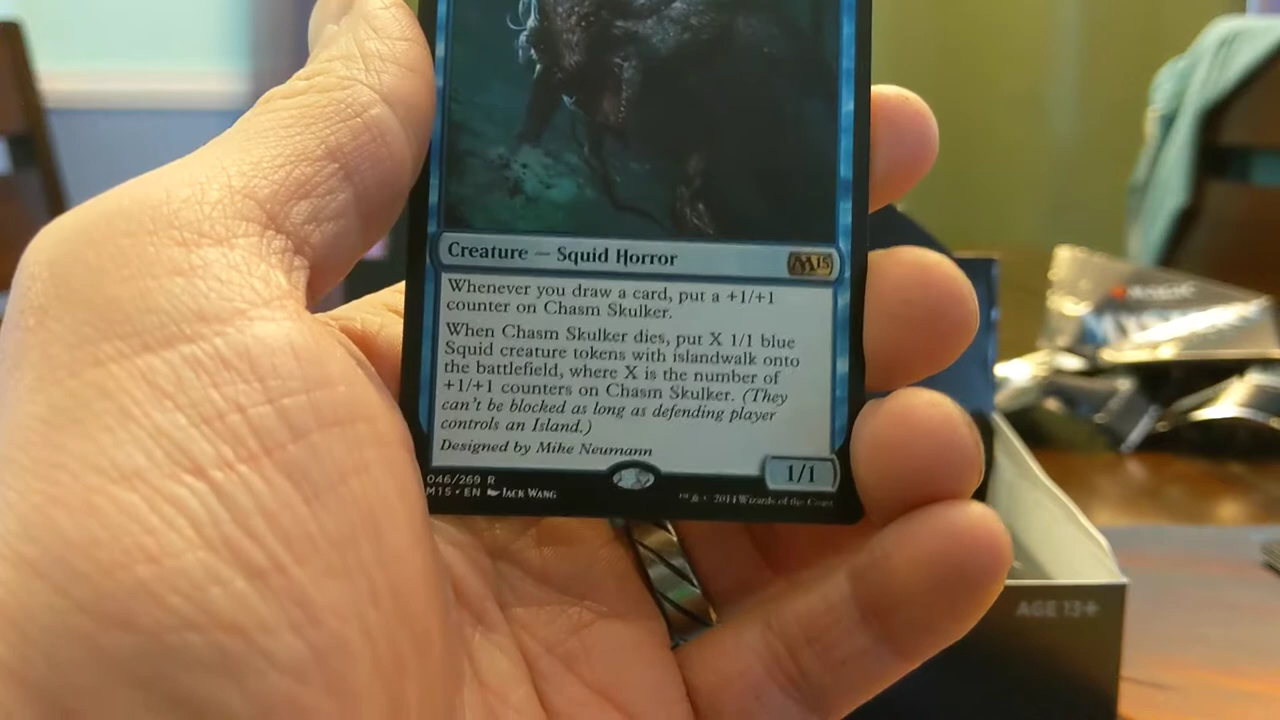 Creature — Squid Horror
M15
Whenever you draw a card, put a +1/+1
counter on Chasm Skulker.
When Chasm Skulker dies, put X 1/1 blue
Squid creature tokens with islandwalk onto
the battlefield, where X is the number of
+1/+1 counters on Chasm Skulker. (They
can't be blocked as long as defending player
controls an Island.)
Designed by Mike Neumann
1/1
046/269 R
M15 • EN Jack Wang
™ & © 2014 Wizards of the Coast
MAGIC
AGE 13+